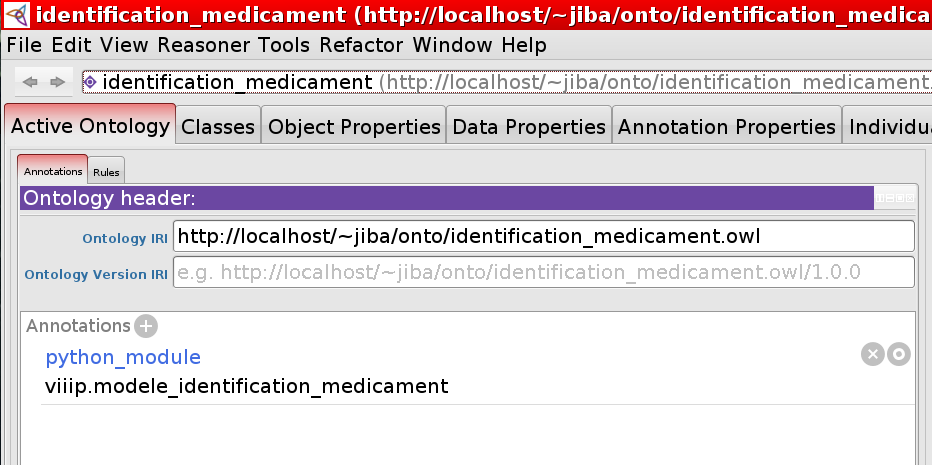 identification_medicament (http://localhost/~jiba/onto/identification_medica
File Edit View Reasoner Tools Refactor Window Help
identification_medicament (http://localhost/~jiba/onto/identification_medicament.
Active Ontology Classes Object Properties Data Properties Annotation Properties Individu
Annotations Rules
Ontology header:
Ontology IRI http://localhost/~jiba/onto/identification_medicament.owl
Ontology Version IRI e.g. http://localhost/~jiba/onto/identification_medicament.owl/1.0.0
Annotations
python_module
viiip.modele_identification_medicament